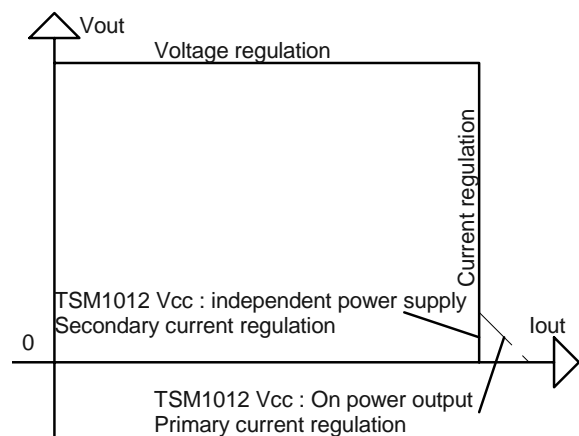 Vout
Voltage regulation
Current regulation
TSM1012 Vcc : independent power supply
Secondary current regulation
0
Iout
TSM1012 Vcc : On power output
Primary current regulation